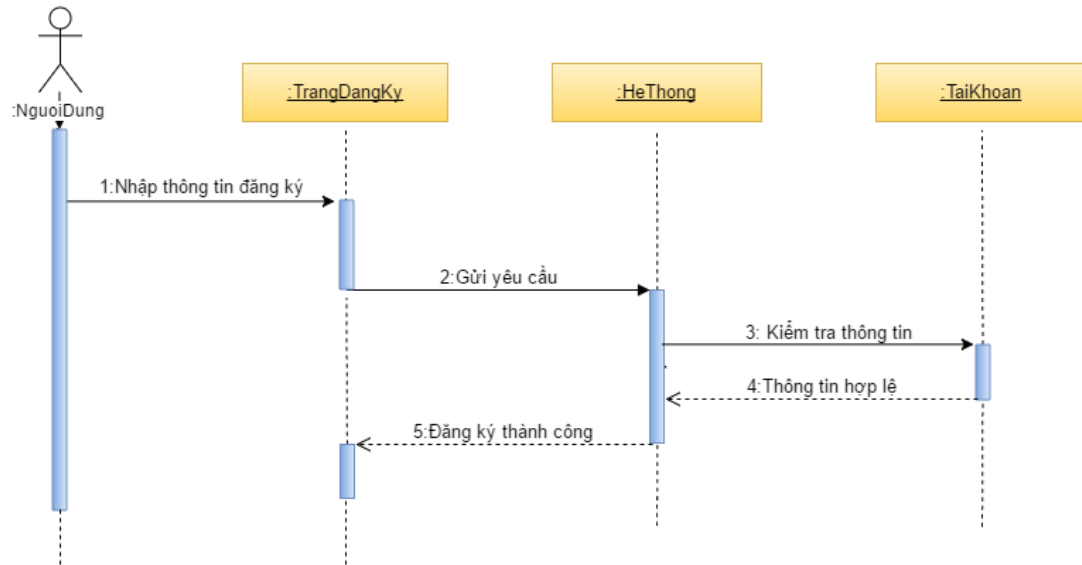 :NguoiDung
:TrangDangKy
:HeThong
:TaiKhoan
1:Nhập thông tin đăng ký
2:Gửi yêu cầu
3: Kiểm tra thông tin
4:Thông tin hợp lệ
5:Đăng ký thành công